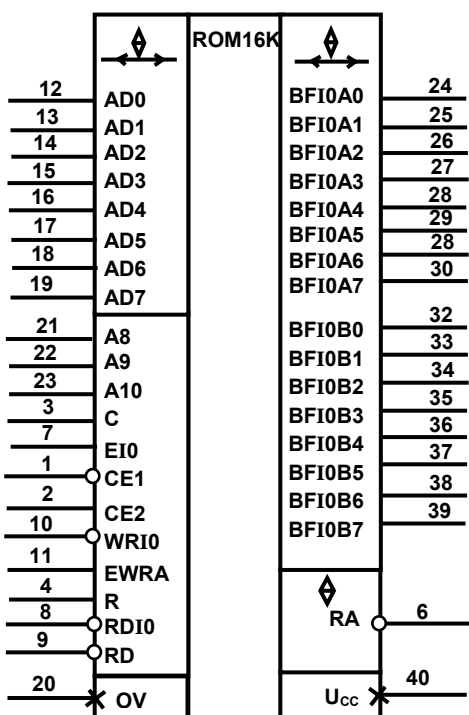 ROM16K
12 AD0
13 AD1
14 AD2
15 AD3
16 AD4
17 AD5
18 AD6
19 AD7
21 A8
22 A9
23 A10
3 C
7 EI0
1 CE1
2 CE2
10 WRI0
11 EWRA
4 R
8 RDI0
9 RD
20 OV
BFI0A0 24
BFI0A1 25
BFI0A2 26
BFI0A3 27
BFI0A4 28
BFI0A5 29
BFI0A6 28
BFI0A7 30
BFI0B0 32
BFI0B1 33
BFI0B2 34
BFI0B3 35
BFI0B4 36
BFI0B5 37
BFI0B6 38
BFI0B7 39
RA 6
Ucc 40